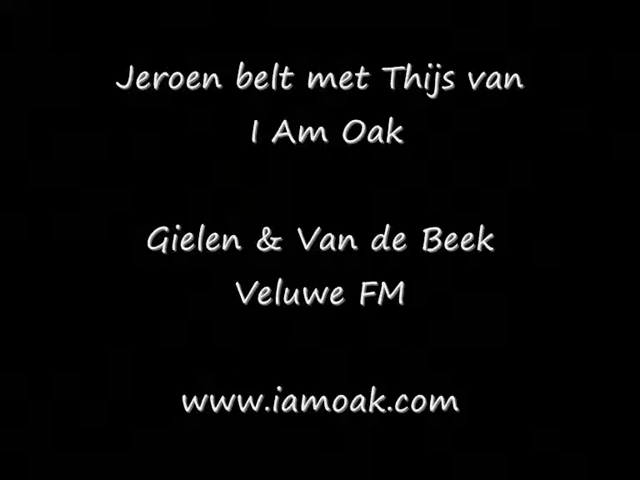 Jeroen belt met Thijs van
I Am Oak
Gielen & Van de Beek
Veluwe FM
www.iamoak.com